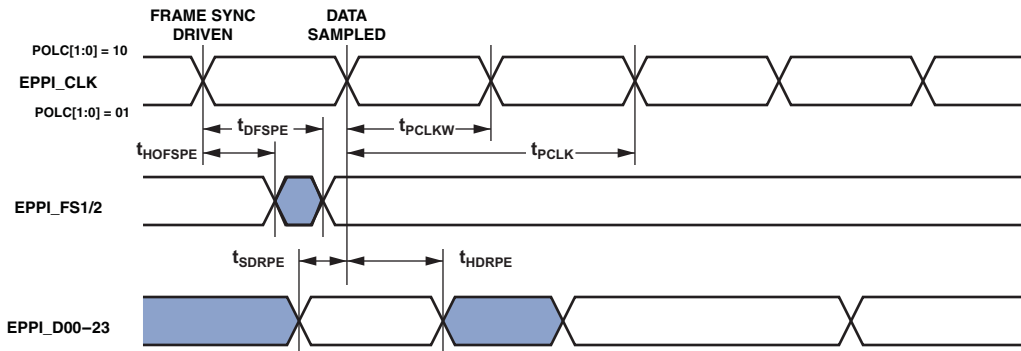 FRAME SYNC
DRIVEN
DATA
SAMPLED
POLC[1:0] = 10
EPPI_CLK
POLC[1:0] = 01
tDFSPE
tPCLKW
tHOFSPE
tPCLK
EPPI_FS1/2
tSDRPE
tHDRPE
EPPI_D00–23